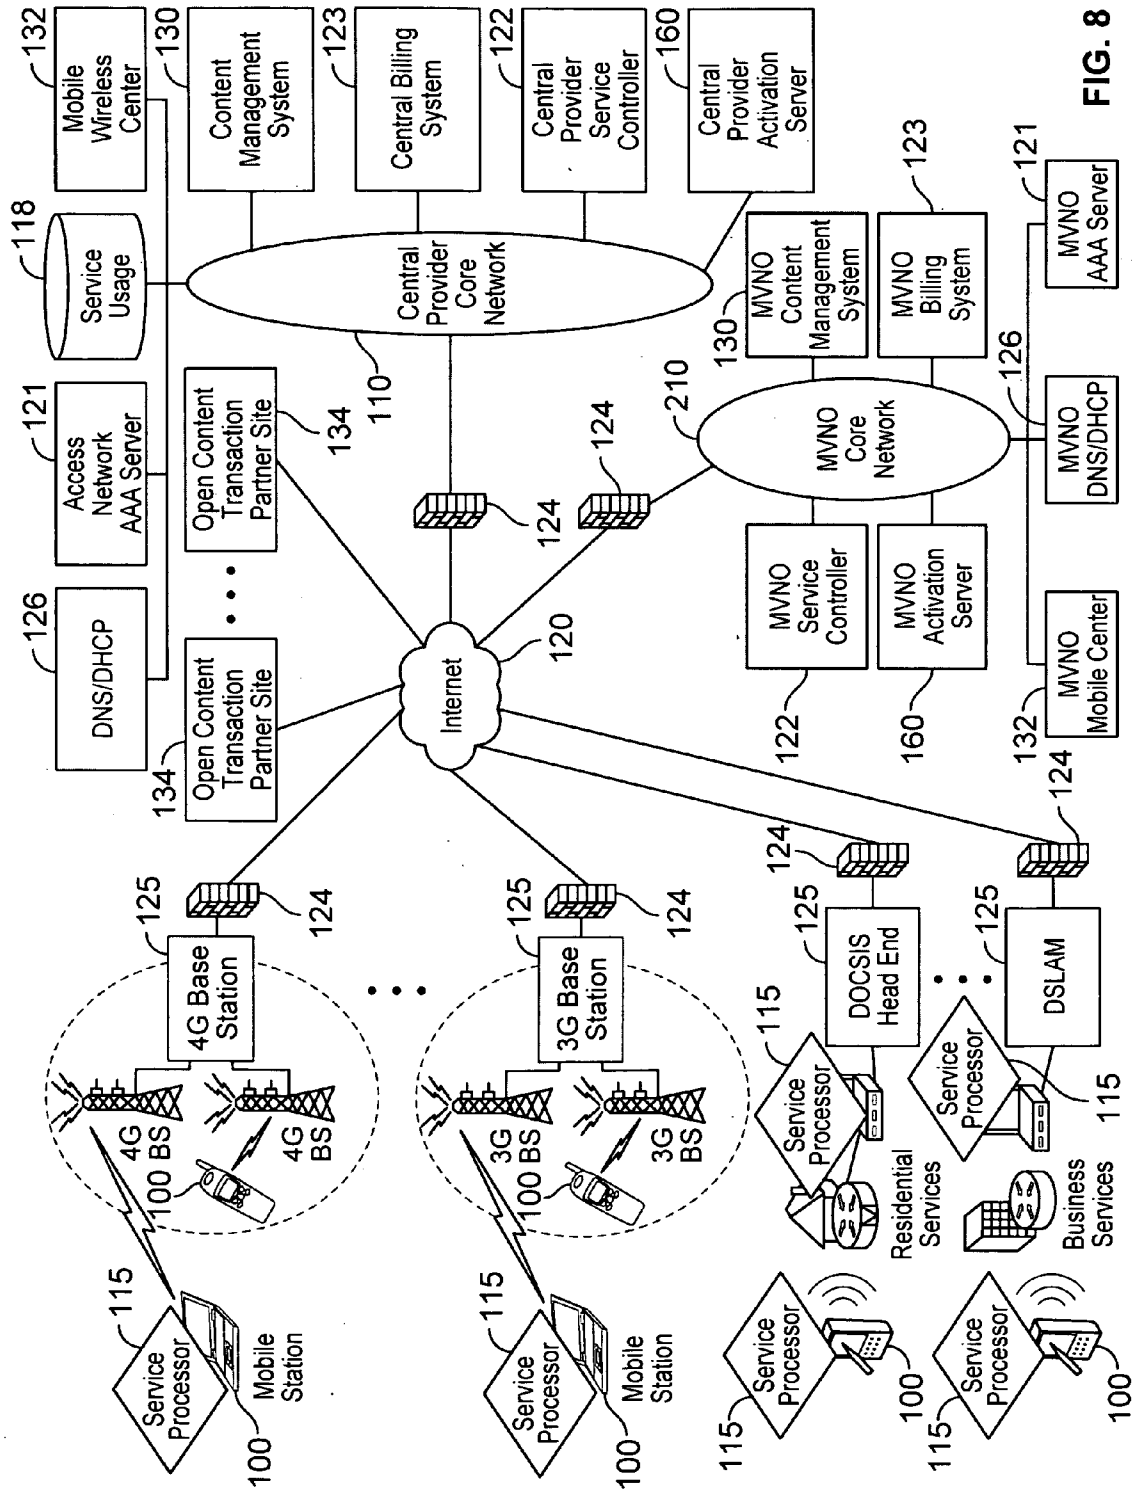 132
Mobile
Wireless
Center
130
Content
Management
System
123
Central Billing
System
122
Central
Provider
Service
Controller
160
Central
Provider
Activation
Server
118
Service
Usage
Central
Provider
Core
Network
110
121
Access
Network
AAA Server
126
DNS/DHCP
Open Content
Transaction
Partner Site
134
134
Open Content
Transaction
Partner Site
124
124
Internet
120
210
MVNO
Core
Network
130
MVNO
Content
Management
System
123
MVNO
Billing
System
122
MVNO
Service
Controller
160
MVNO
Activation
Server
121
MVNO
AAA Server
126
MVNO
DNS/DHCP
132
MVNO
Mobile Center
125
4G Base
Station
124
4G
BS
4G
BS
100
115
Service
Processor
100
Mobile
Station
125
3G Base
Station
124
3G
BS
3G
BS
100
115
Service
Processor
100
Mobile
Station
124
125
DOCSIS
Head End
115
Service
Processor
Residential
Services
115
Service
Processor
100
124
125
DSLAM
Service
Processor
115
Business
Services
115
Service
Processor
100
FIG. 8